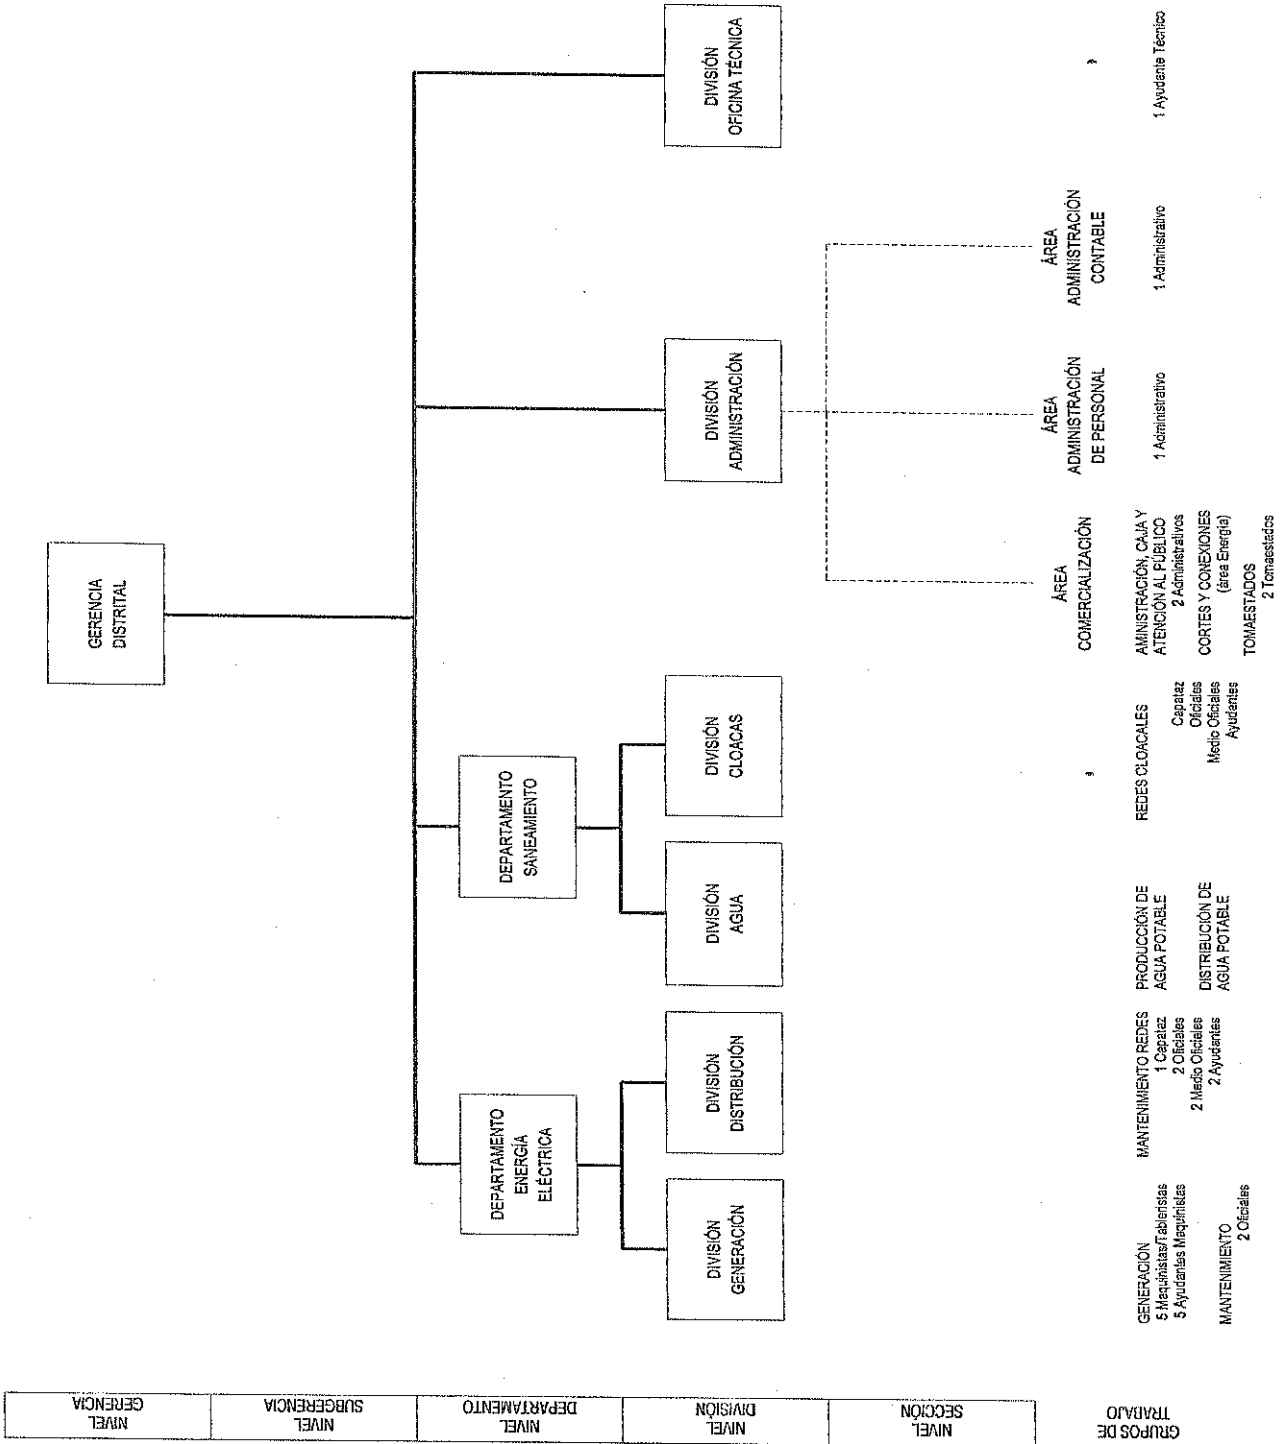 NIVEL
GERENCIA
NIVEL
SUBGERENCIA
NIVEL
DEPARTAMENTO
NIVEL
DIVISIÓN
NIVEL
SECCIÓN
GRUPOS DE
TRABAJO
GERENCIA
DISTRITAL
DEPARTAMENTO
ENERGÍA
ELÉCTRICA
DEPARTAMENTO
SANEAMIENTO
DIVISIÓN
GENERACIÓN
DIVISIÓN
DISTRIBUCIÓN
DIVISIÓN
AGUA
DIVISIÓN
CLOACAS
DIVISIÓN
ADMINISTRACIÓN
DIVISIÓN
OFICINA TÉCNICA
ÁREA
COMERCIALIZACIÓN
ÁREA
ADMINISTRACIÓN
DE PERSONAL
ÁREA
ADMINISTRACIÓN
CONTABLE
GENERACIÓN
5 Maquinistas/Tableristas
5 Ayudantes Maquinistas
MANTENIMIENTO
2 Oficiales
MANTENIMIENTO REDES
1 Capataz
2 Oficiales
2 Medio Oficiales
2 Ayudantes
PRODUCCIÓN DE
AGUA POTABLE
DISTRIBUCIÓN DE
AGUA POTABLE
REDES CLOACALES
Capataz
Oficiales
Medio Oficiales
Ayudantes
AMINISTRACIÓN, CAJA Y
ATENCIÓN AL PÚBLICO
2 Administrativos
CORTES Y CONEXIONES
(área Energía)
TOMAESTADOS
2 Tomaestados
1 Administrativo
1 Administrativo
1 Ayudante Técnico